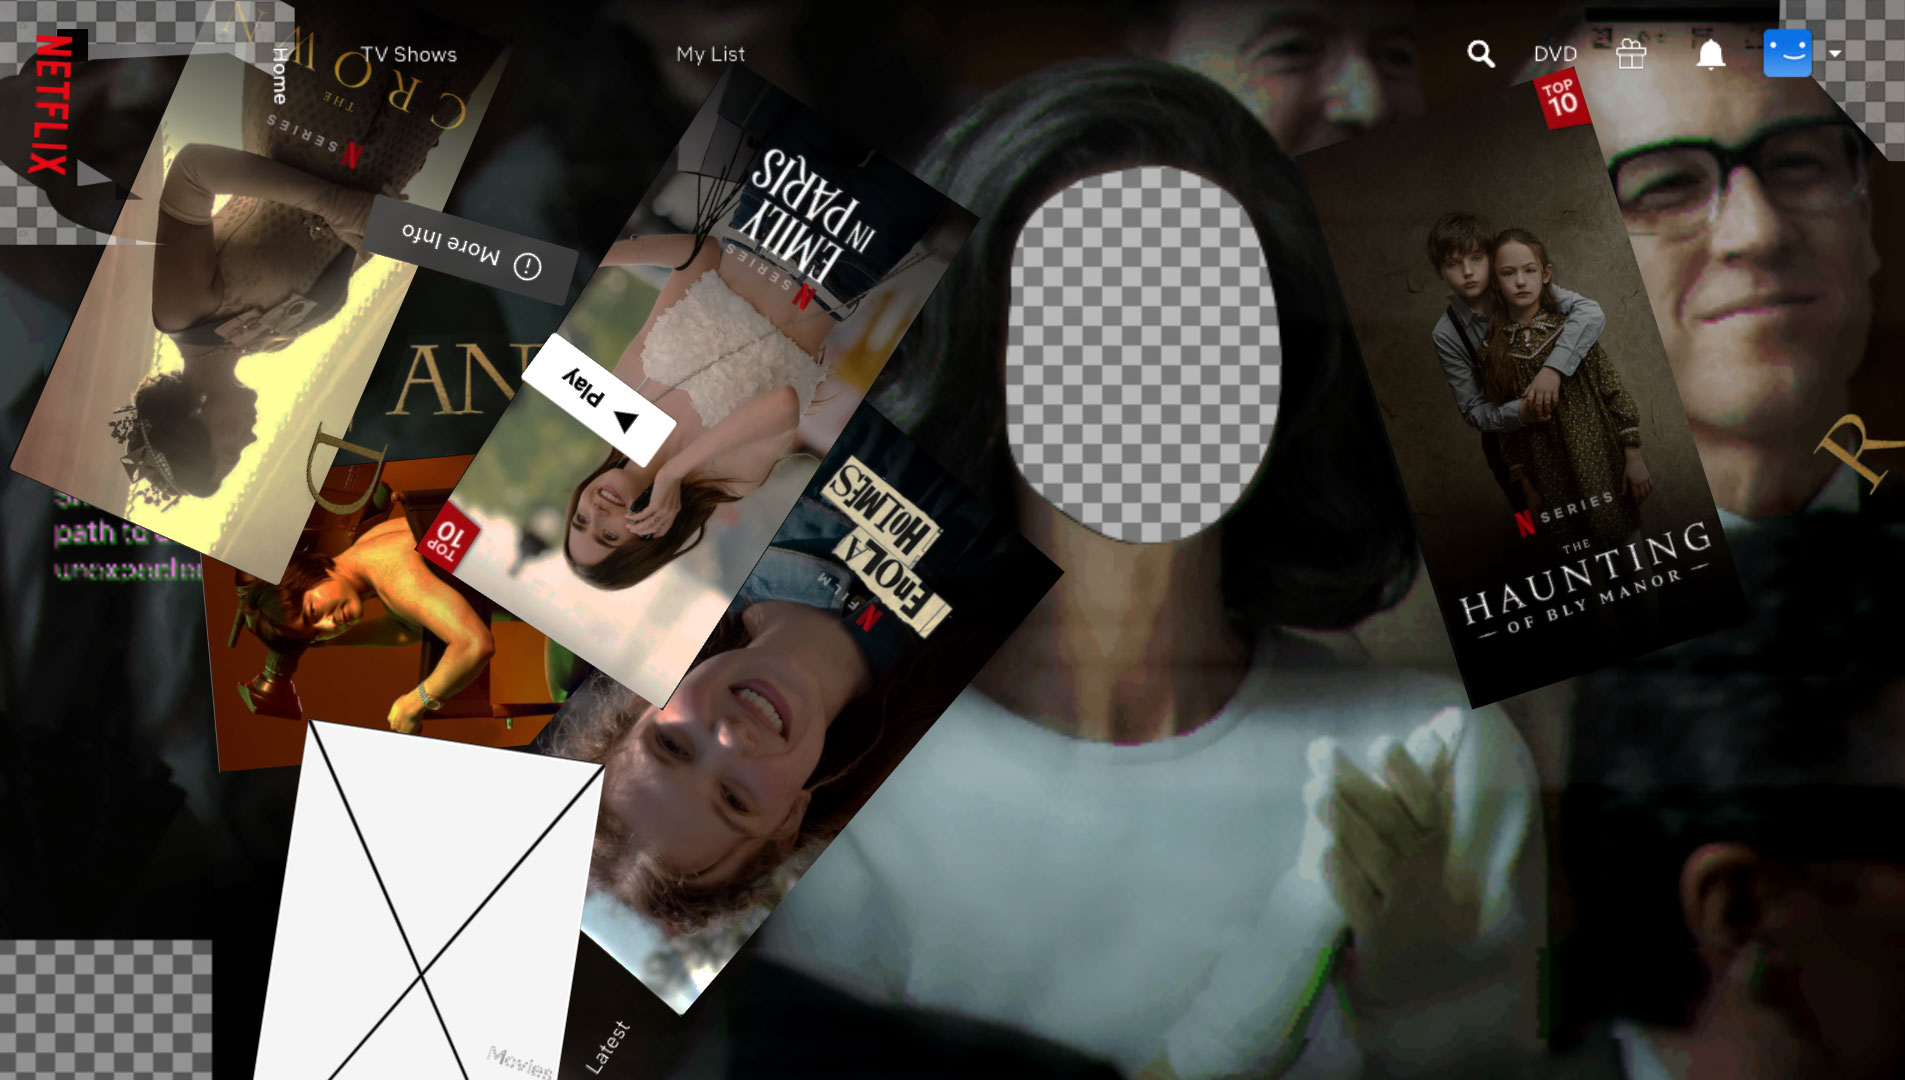 NETFLIX
Home
TV Shows
My List
DVD
CROWN
THE
SERIES
More Info
EMILY
IN PARIS
SERIES
Play
TOP
10
AN
D
path to
unexpected
ENOLA
HOLMES
FILM
TOP
10
SERIES
THE
HAUNTING
OF BLY MANOR
R
Movies
Latest